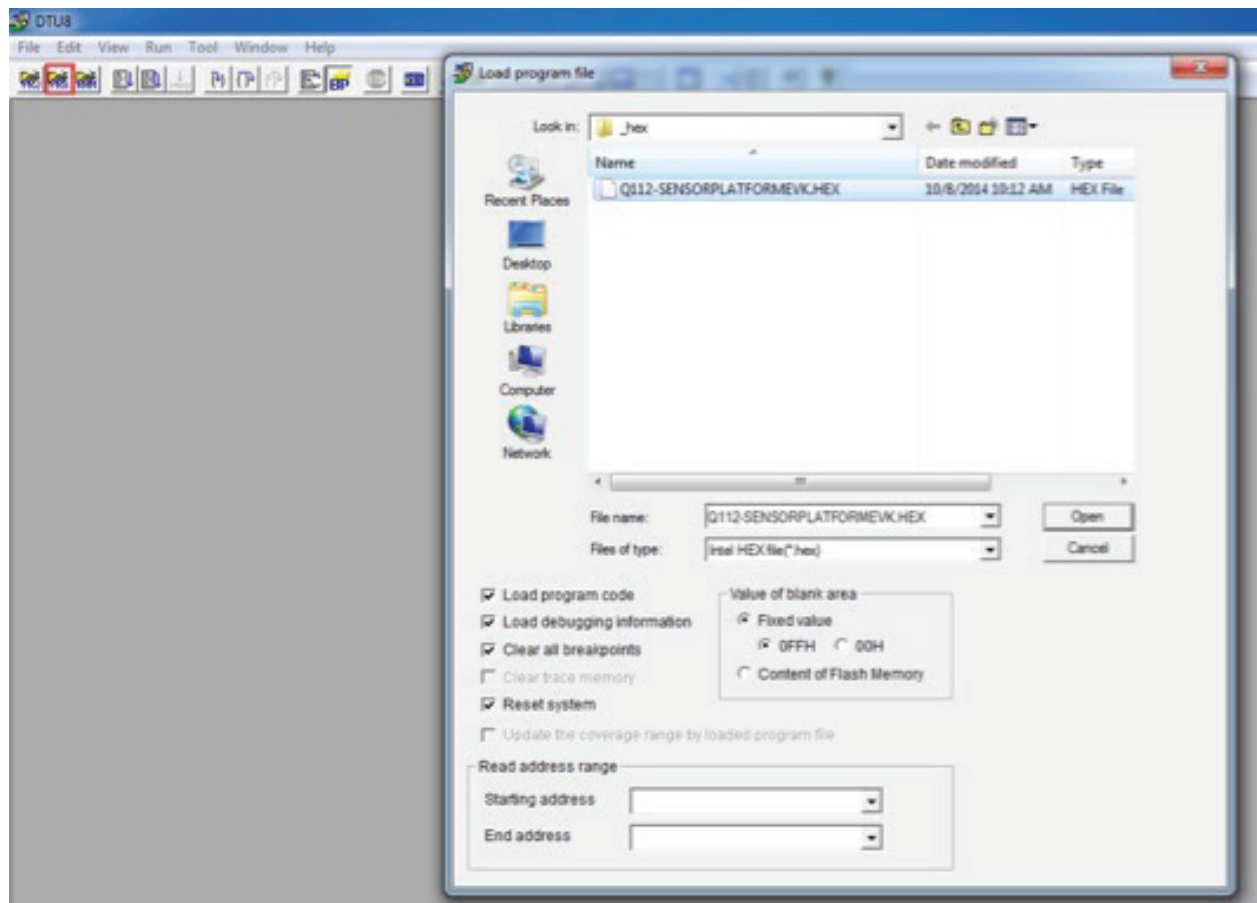 DTU8
File Edit View Run Tool Window Help
Load program file
Look in: _hex
Name Date modified Type
Q112-SENSORPLATFORMEVK.HEX 10/8/2014 10:12 AM HEX File
Recent Places
Desktop
Libraries
Computer
Network
File name: Q112-SENSORPLATFORMEVK.HEX Open
Files of type: Intel HEX file(*.hex) Cancel
Load program code
Value of blank area
Load debugging information
Fixed value
Clear all breakpoints
0FFH 00H
Clear trace memory
Content of Flash Memory
Reset system
Update the coverage range by loaded program file
Read address range
Starting address
End address